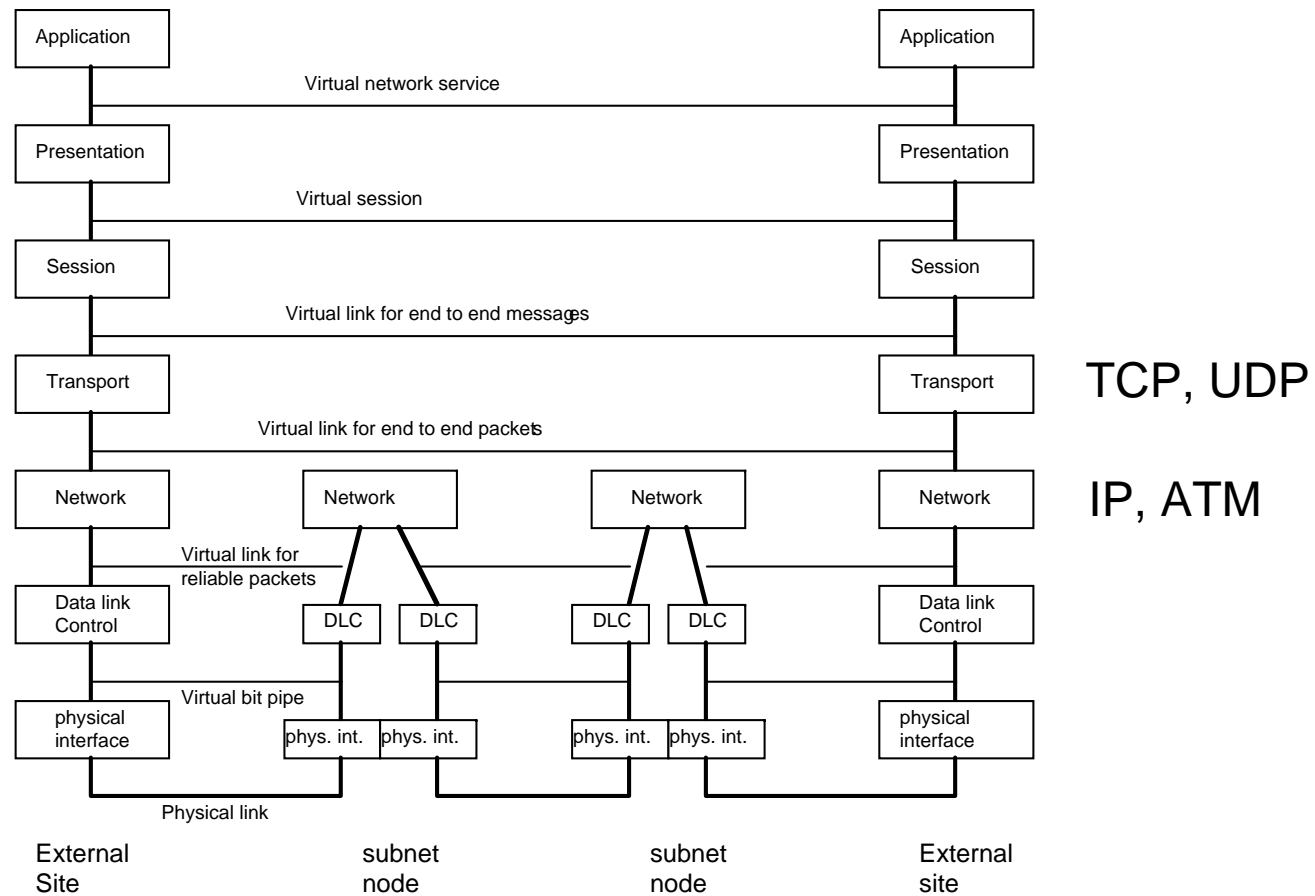 Application
Application
Virtual network service
Presentation
Presentation
Virtual session
Session
Session
Virtual link for end to end messages
Transport
Transport
TCP, UDP
Virtual link for end to end packets
Network
Network
Network
Network
IP, ATM
Virtual link for
reliable packets
Data link
Control
DLC
DLC
DLC
DLC
Data link
Control
Virtual bit pipe
physical
interface
phys. int.
phys. int.
phys. int.
phys. int.
physical
interface
Physical link
External
Site
subnet
node
subnet
node
External
site